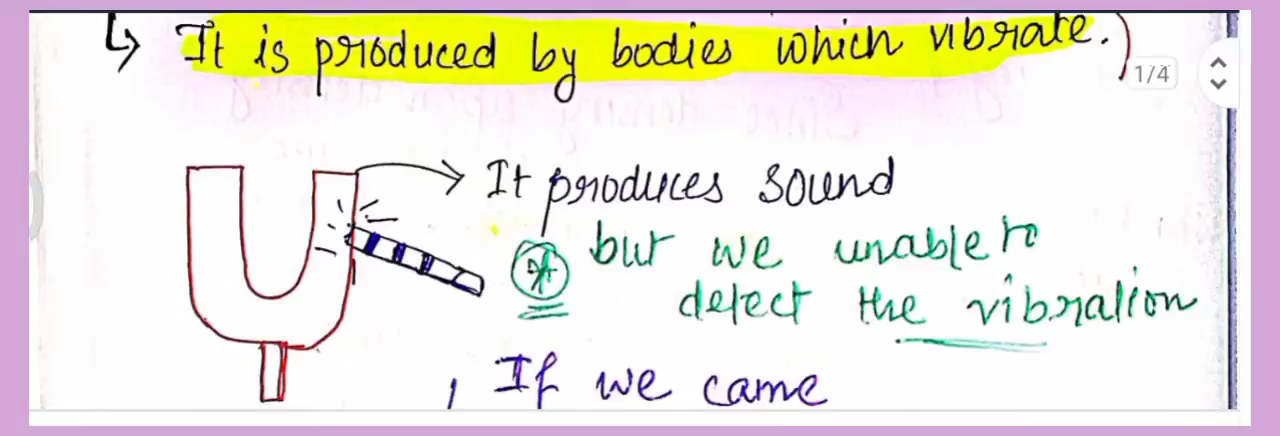 ↳ It is produced by bodies which vibrate.)
1/4
→ It produces sound
but we unable to
detect the vibration
If we came